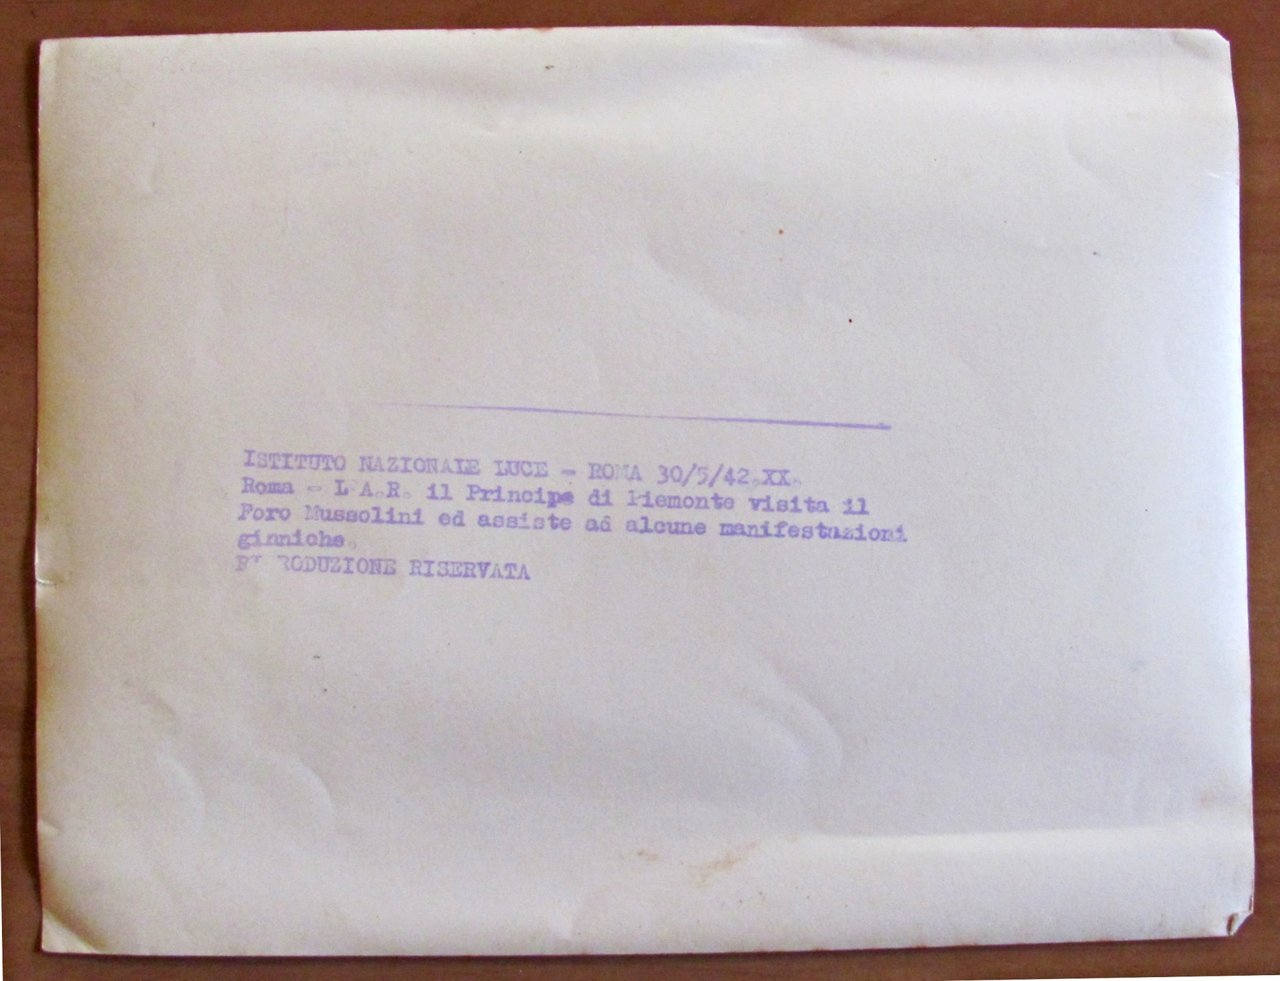 ISTITUTO NAZIONALE LUCE - ROMA 30/5/42.XX.
Roma - L'A.R. il Principe di Piemonte visita il
Foro Mussolini ed assiste ad alcune manifestazioni
ginniche.
RIPRODUZIONE RISERVATA